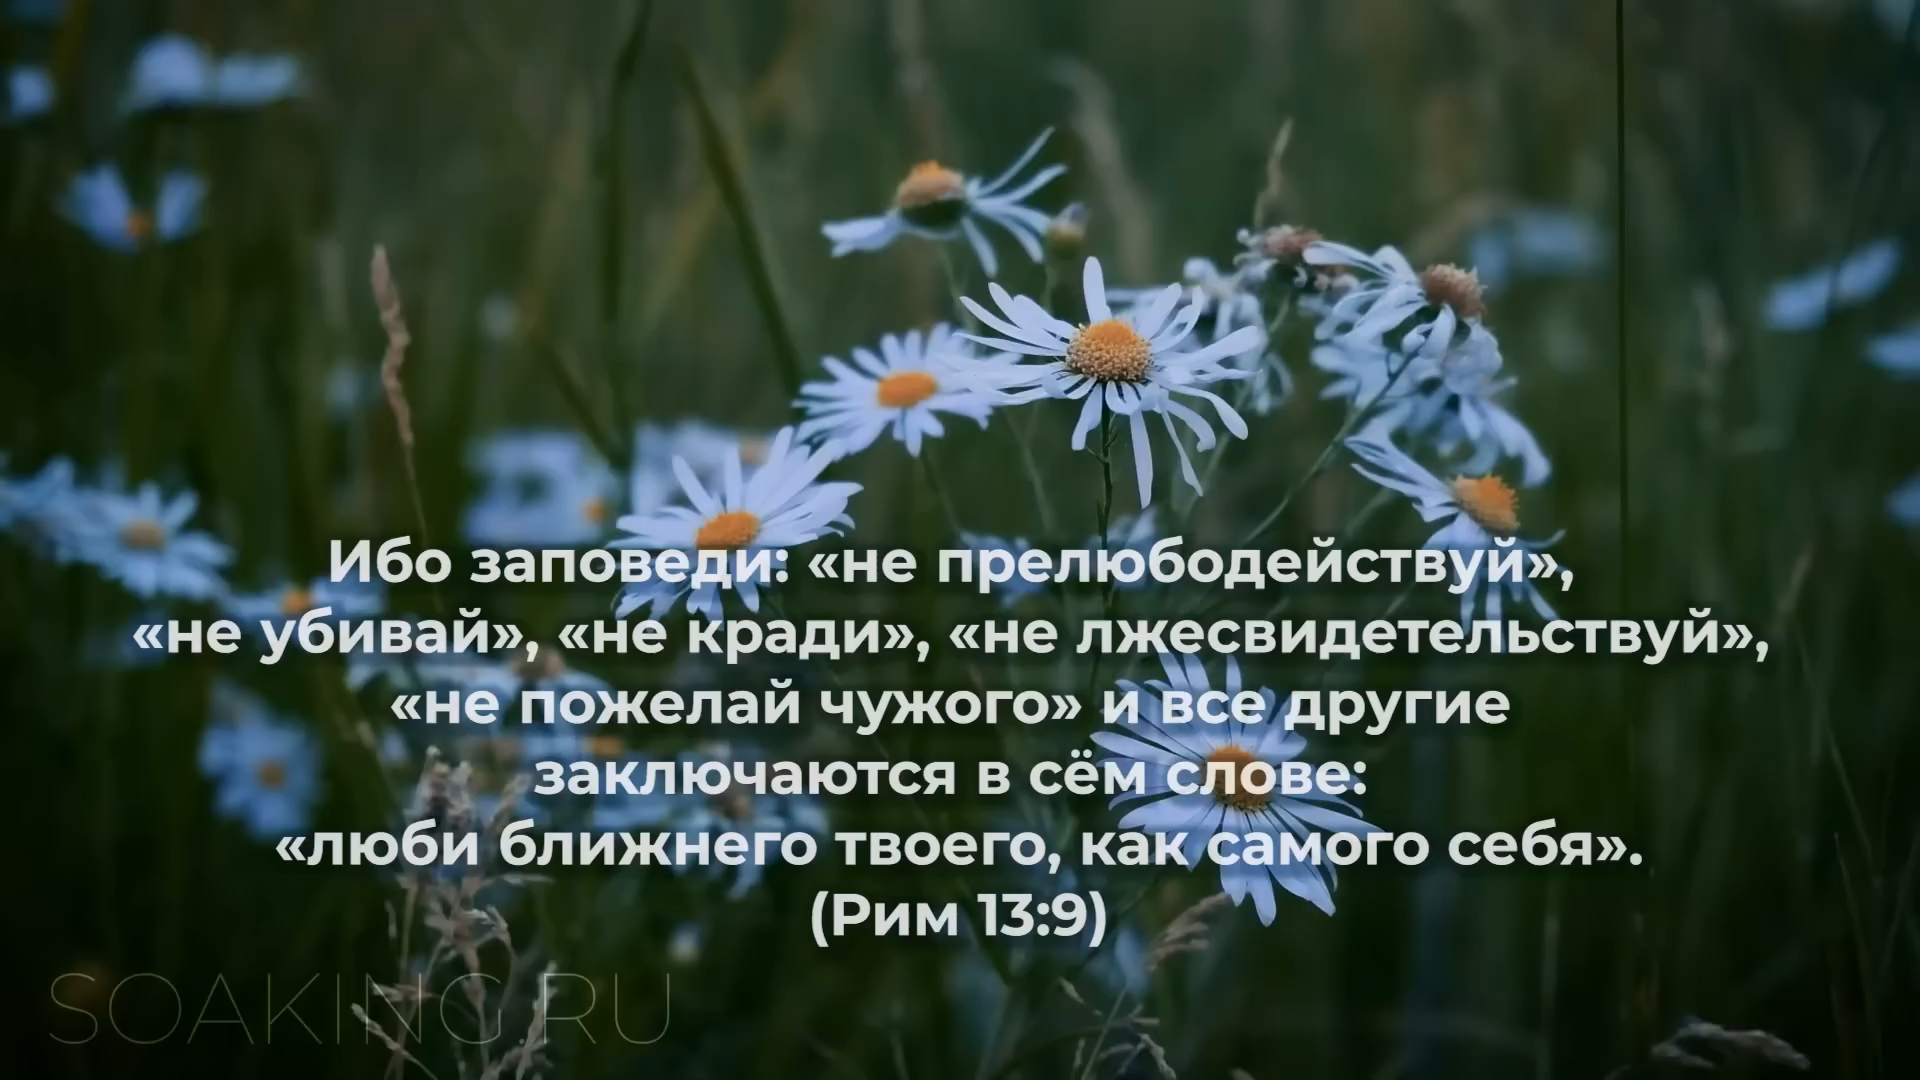 Ибо заповеди: «не прелюбодействуй»,
«не убивай», «не кради», «не лжесвидетельствуй»,
«не пожелай чужого» и все другие
заключаются в сём слове:
«люби ближнего твоего, как самого себя».
(Рим 13:9)
SOAKING.RU